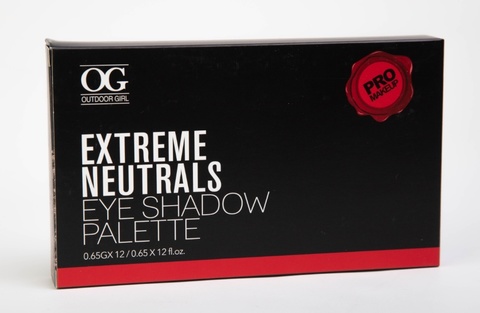 OG
OUTDOOR GIRL
PRO
MAKEUP
EXTREME
NEUTRALS
EYE SHADOW
PALETTE
0.65GX 12 / 0.65 X 12 fl.oz.